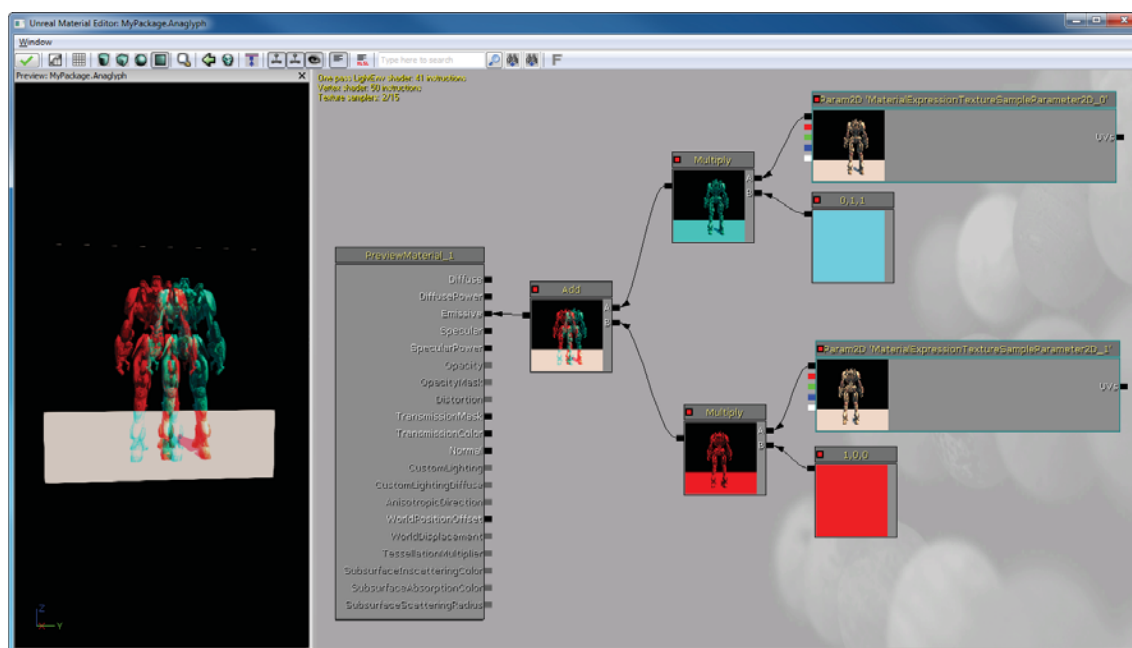 Unreal Material Editor: MyPackage.Anaglyph
Window
Type here to search
F
Preview: MyPackage.Anaglyph
X
One pass LightEnv shader: 41 instructions
Vertex shader: 50 instructions
Texture samplers: 2/15
Param2D 'MaterialExpressionTextureSampleParameter2D_0'
UVs
Multiply
A
B
0,1,1
PreviewMaterial_1
Diffuse
DiffusePower
Emissive
Specular
SpecularPower
Opacity
OpacityMask
Distortion
TransmissionMask
TransmissionColor
Normal
CustomLighting
CustomLightingDiffuse
AnisotropicDirection
WorldPositionOffset
WorldDisplacement
TessellationMultiplier
SubsurfaceInscatteringColor
SubsurfaceAbsorptionColor
SubsurfaceScatteringRadius
Add
A
B
Param2D 'MaterialExpressionTextureSampleParameter2D_1'
UVs
Multiply
A
B
1,0,0
Z
X
Y